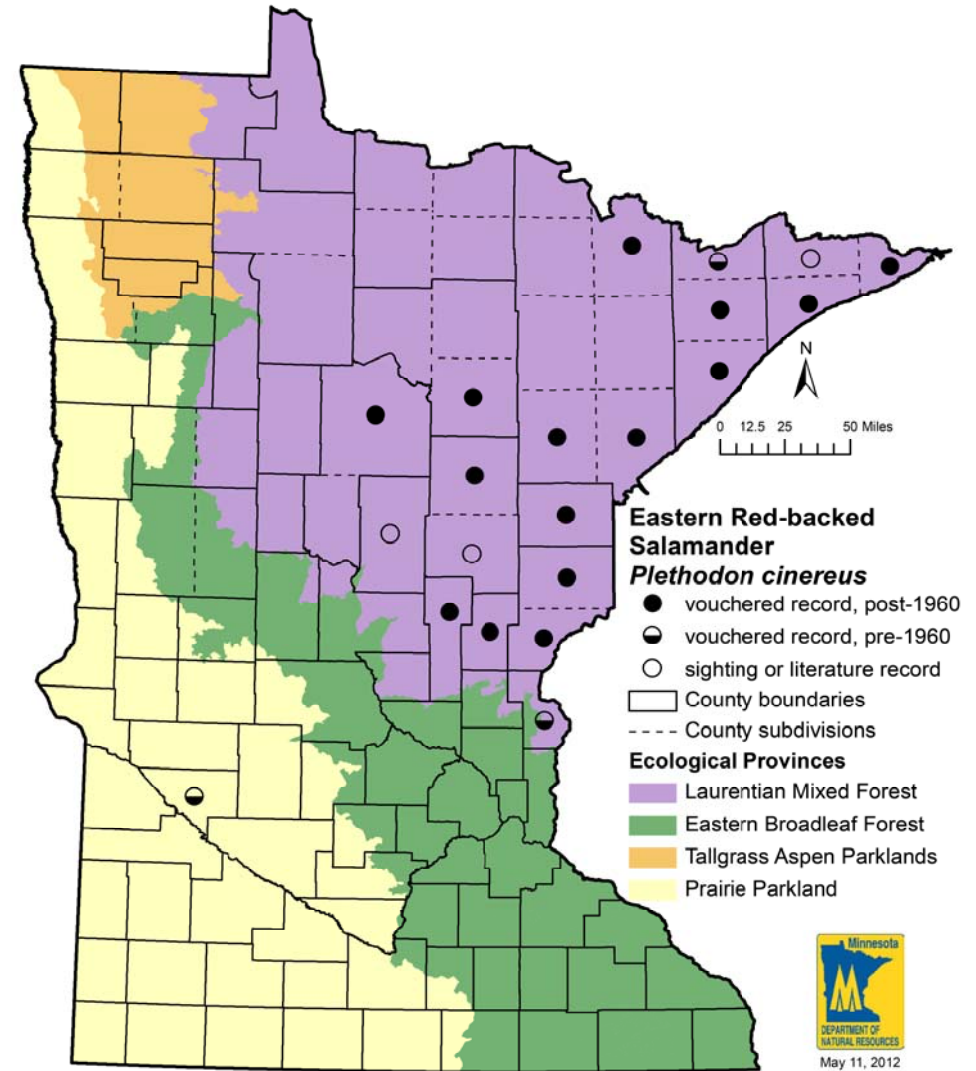 N
0 12.5 25 50 Miles
Eastern Red-backed
Salamander
Plethodon cinereus
vouchered record, post-1960
vouchered record, pre-1960
sighting or literature record
County boundaries
County subdivisions
Ecological Provinces
Laurentian Mixed Forest
Eastern Broadleaf Forest
Tallgrass Aspen Parklands
Prairie Parkland
Minnesota
M
DEPARTMENT OF
NATURAL RESOURCES
May 11, 2012